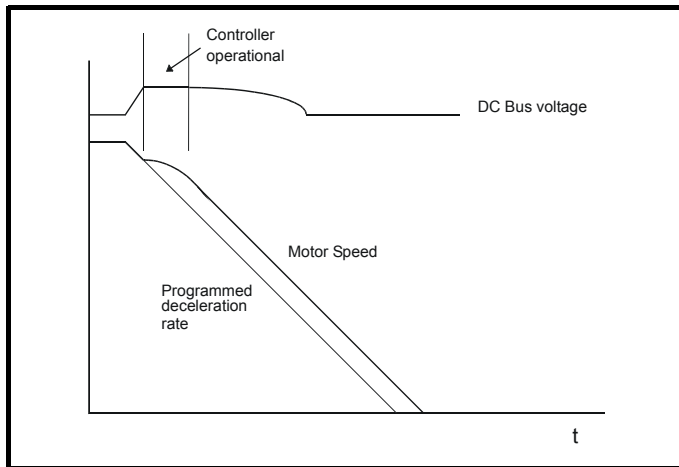 Controller
operational
DC Bus voltage
Motor Speed
Programmed
deceleration
rate
t